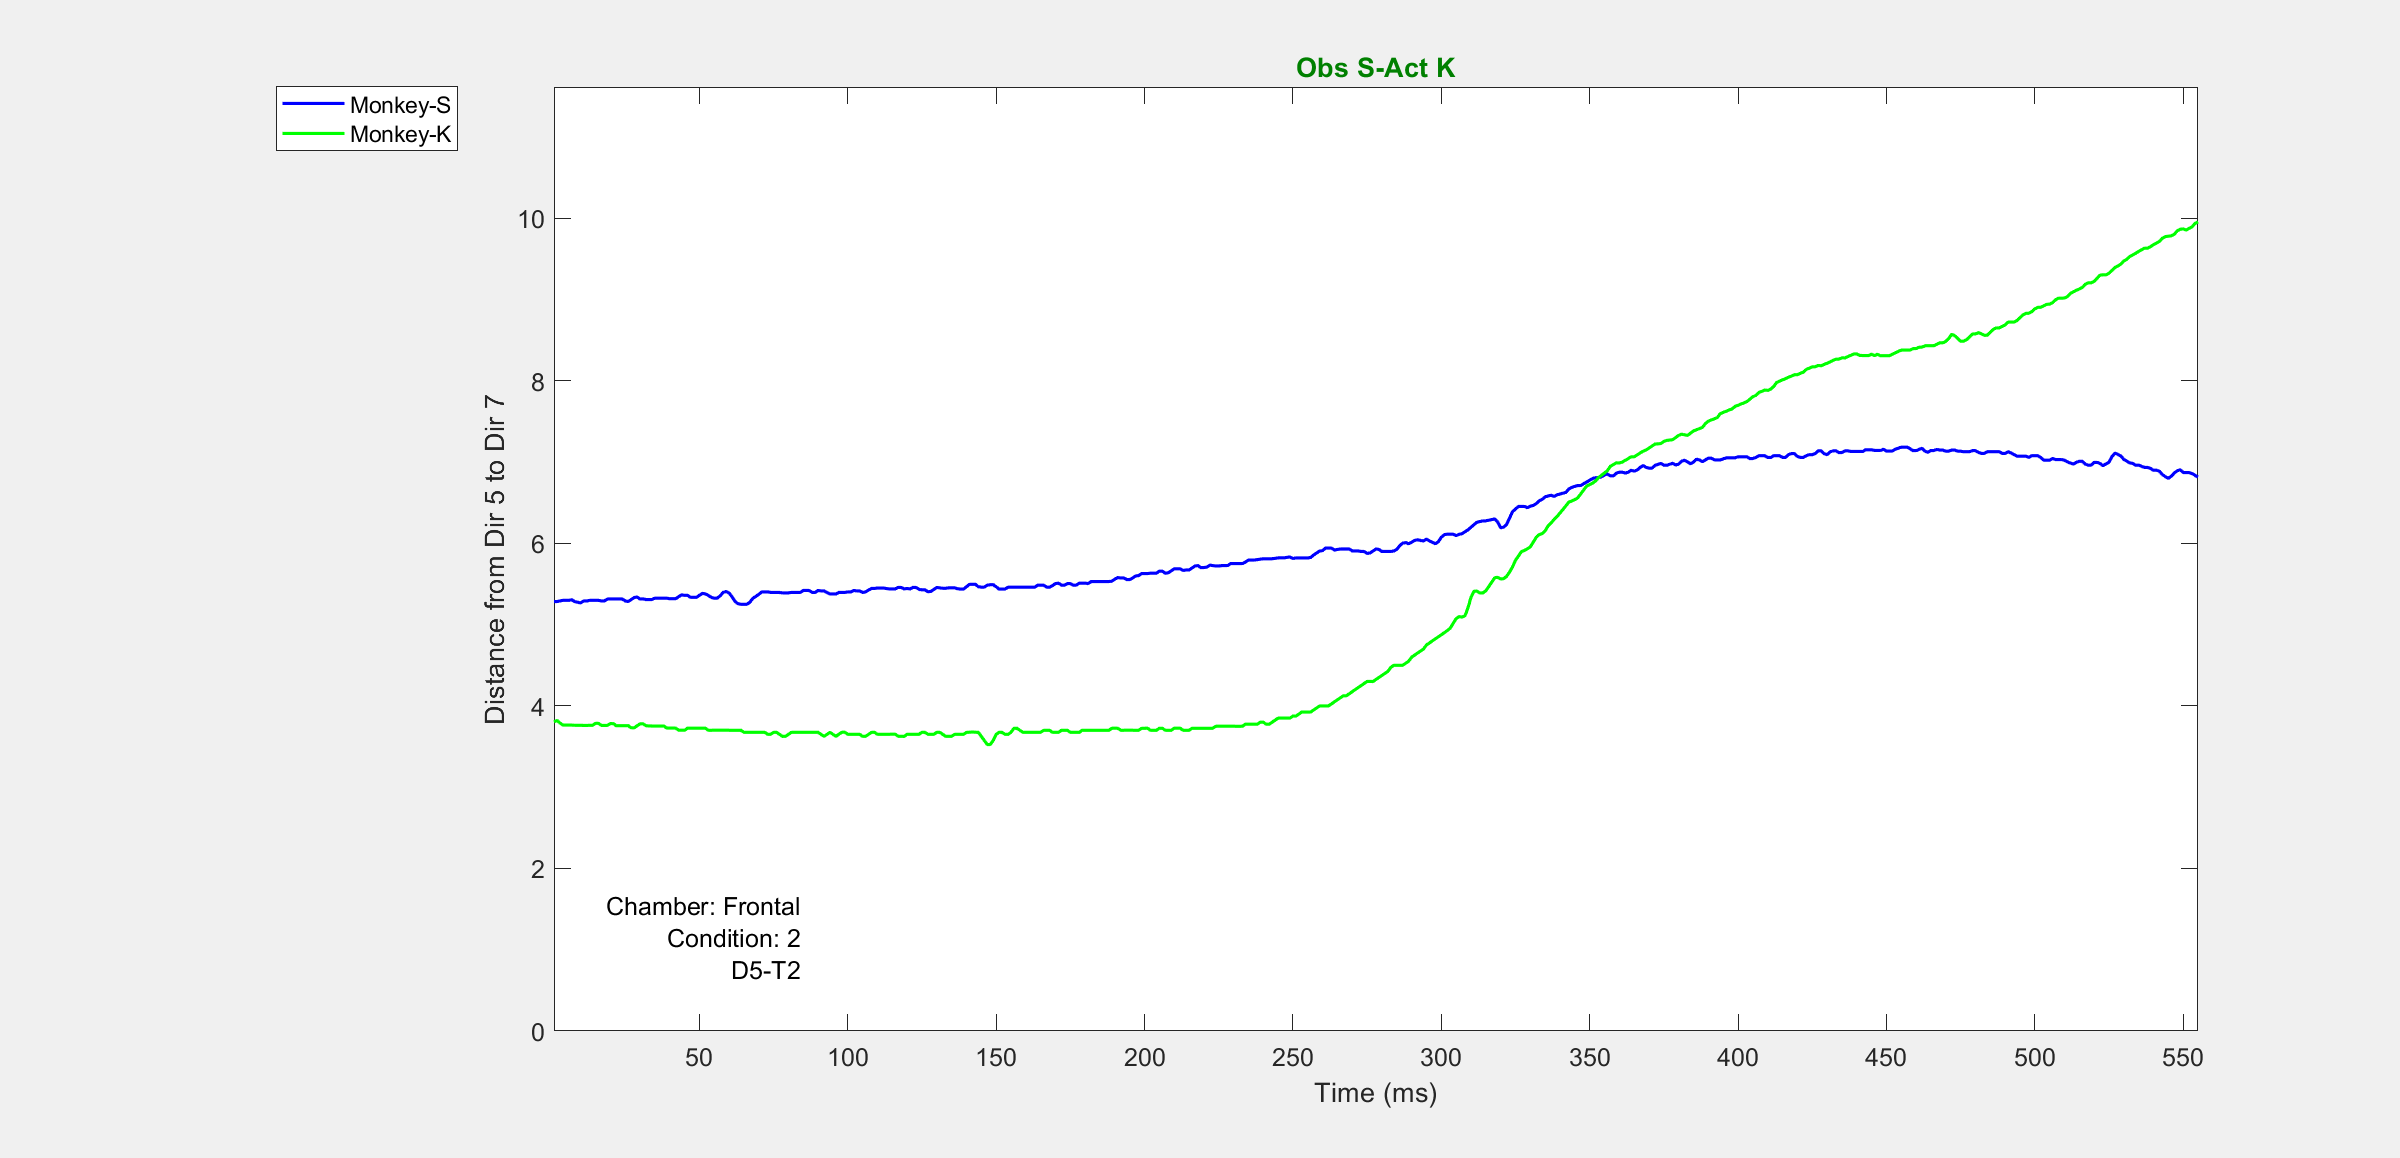 Obs S-Act K
Monkey-S
Monkey-K
Distance from Dir 5 to Dir 7
10
8
6
4
2
0
Chamber: Frontal
Condition: 2
D5-T2
50 100 150 200 250 300 350 400 450 500 550
Time (ms)